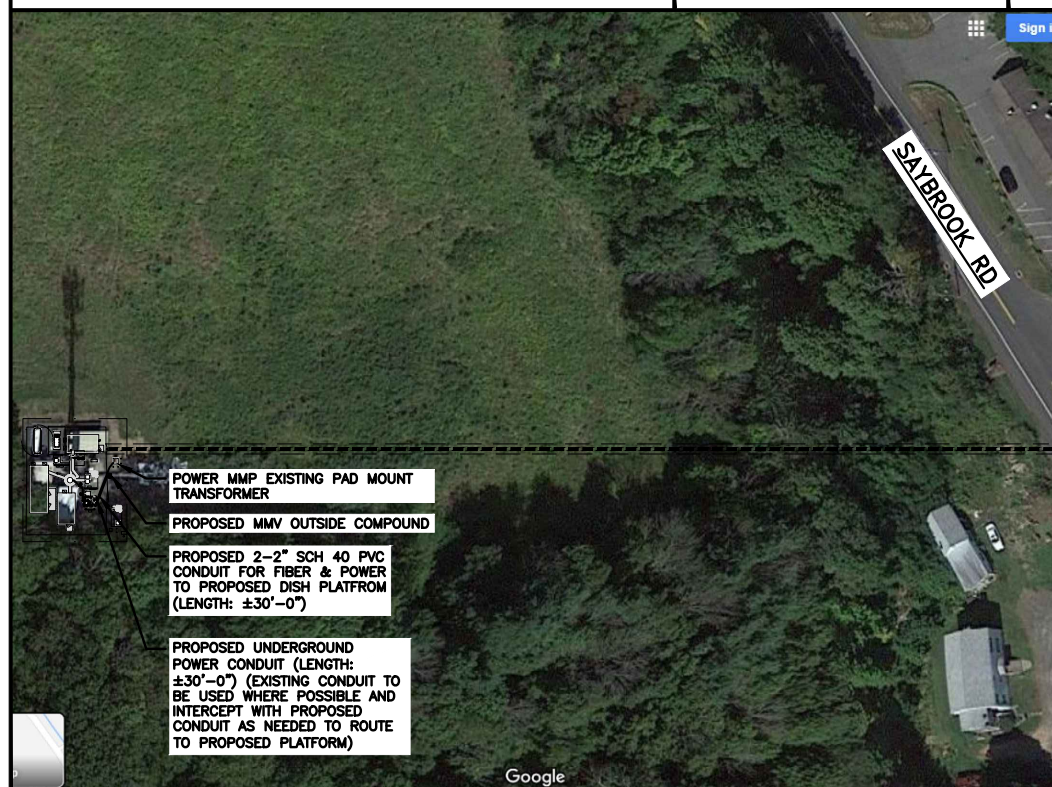 Sign i
SAYBROOK RD
POWER MMP EXISTING PAD MOUNT
TRANSFORMER
PROPOSED MMV OUTSIDE COMPOUND
PROPOSED 2-2" SCH 40 PVC
CONDUIT FOR FIBER & POWER
TO PROPOSED DISH PLATFROM
(LENGTH: ±30'-0")
PROPOSED UNDERGROUND
POWER CONDUIT (LENGTH:
±30'-0") (EXISTING CONDUIT TO
BE USED WHERE POSSIBLE AND
INTERCEPT WITH PROPOSED
CONDUIT AS NEEDED TO ROUTE
TO PROPOSED PLATFORM)
Google